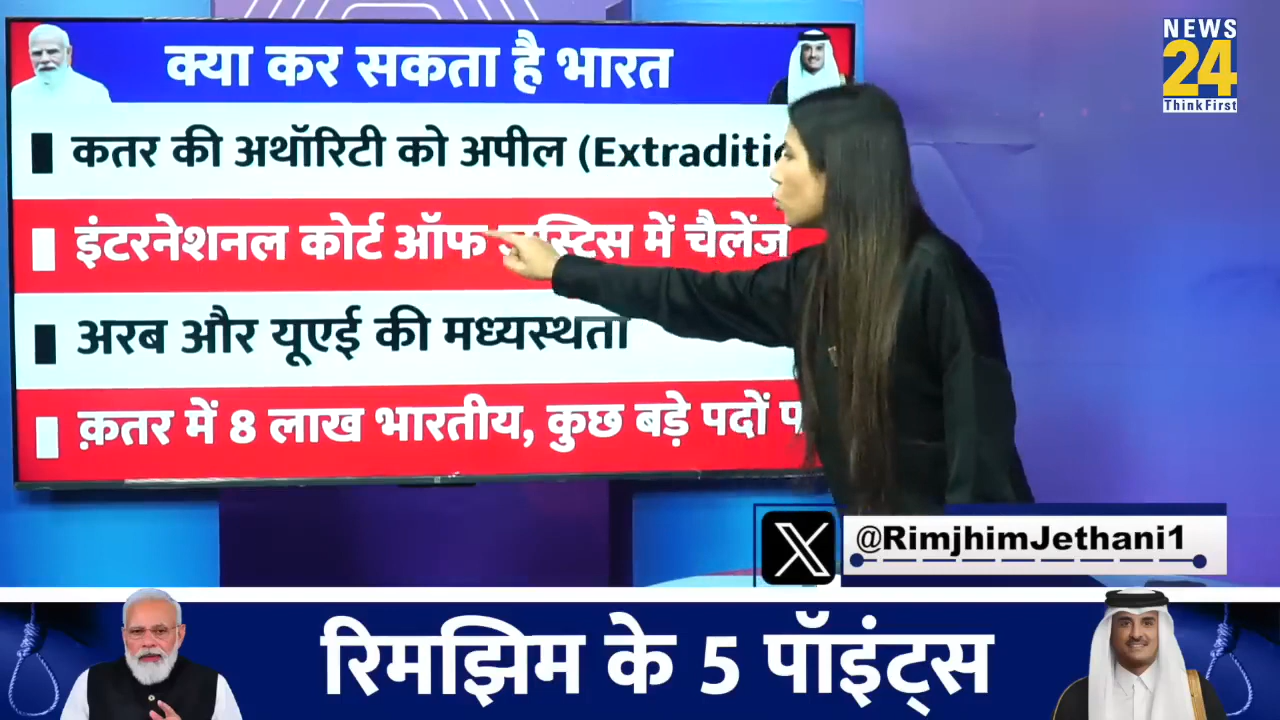 NEWS
24
ThinkFirst
क्या कर सकता है भारत
कतर की अथॉरिटी को अपील
इंटरनेशनल कोर्ट ऑफ जस्टिस में चैलेंज
अरब और यूएई की मध्यस्थता
क़तर में 8 लाख भारतीय, कुछ बड़े पदों
@RimjhimJethani1
रिमझिम के 5 पॉइंट्स